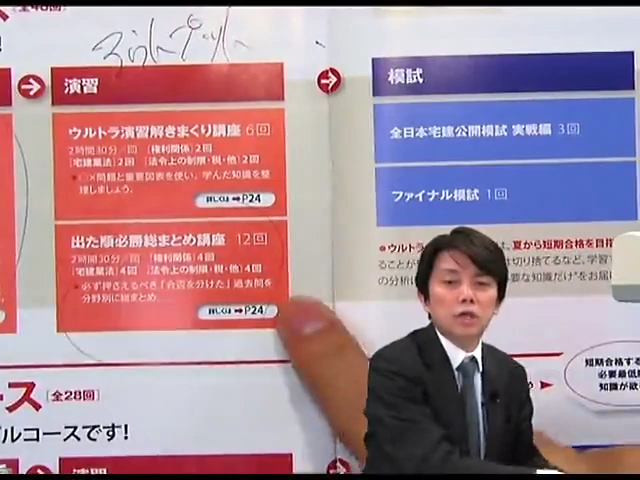 [全40回]
アウトプット
演習
模試
ウルトラ演習解きまくり講座 6回
2時間30分/回 [権利関係]2回
[宅建業法]2回 [法令上の制限・税・他]2回
○×問題と重要図表を使い、学んだ知識を整理しましょう。
詳しくは➡P24
全日本宅建公開模試 実戦編 3回
ファイナル模試 1回
出た順必勝総まとめ講座 12回
2時間30分/回 [権利関係]4回
[宅建業法]4回 [法令上の制限・税・他]4回
必ず押さえるべき「合否を分けた」過去問を
分野別に総まとめ。
詳しくは➡P24
●ウルトラ
は、夏から短期合格を目指
ることが
は切り捨てるなど、学習
の分析に
要な知識だけ"をお届
短期合格する
必要最低
知識が欲
ース [全28回]
ルコースです!
演習